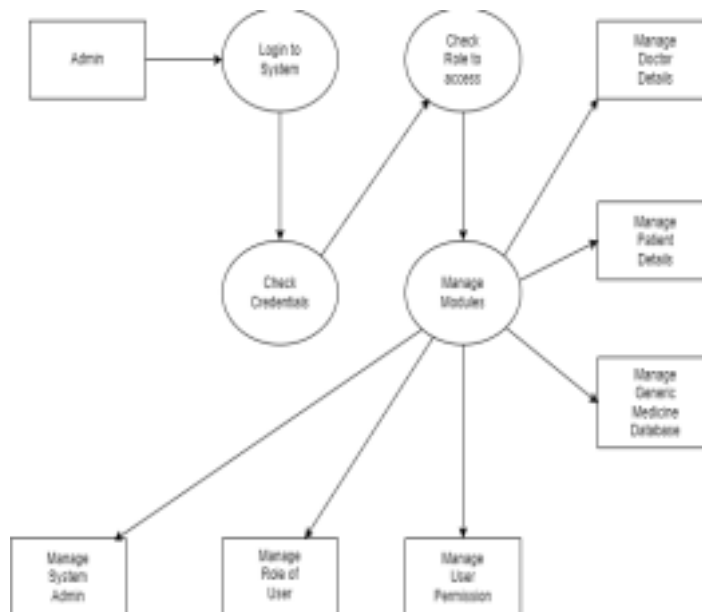 Admin
Login to
System
Check
Role to
access
Manage
Doctor
Details
Check
Credentials
Manage
Modules
Manage
Patient
Details
Manage
Generic
Medicine
Database
Manage
System
Admin
Manage
Role of
User
Manage
User
Permission